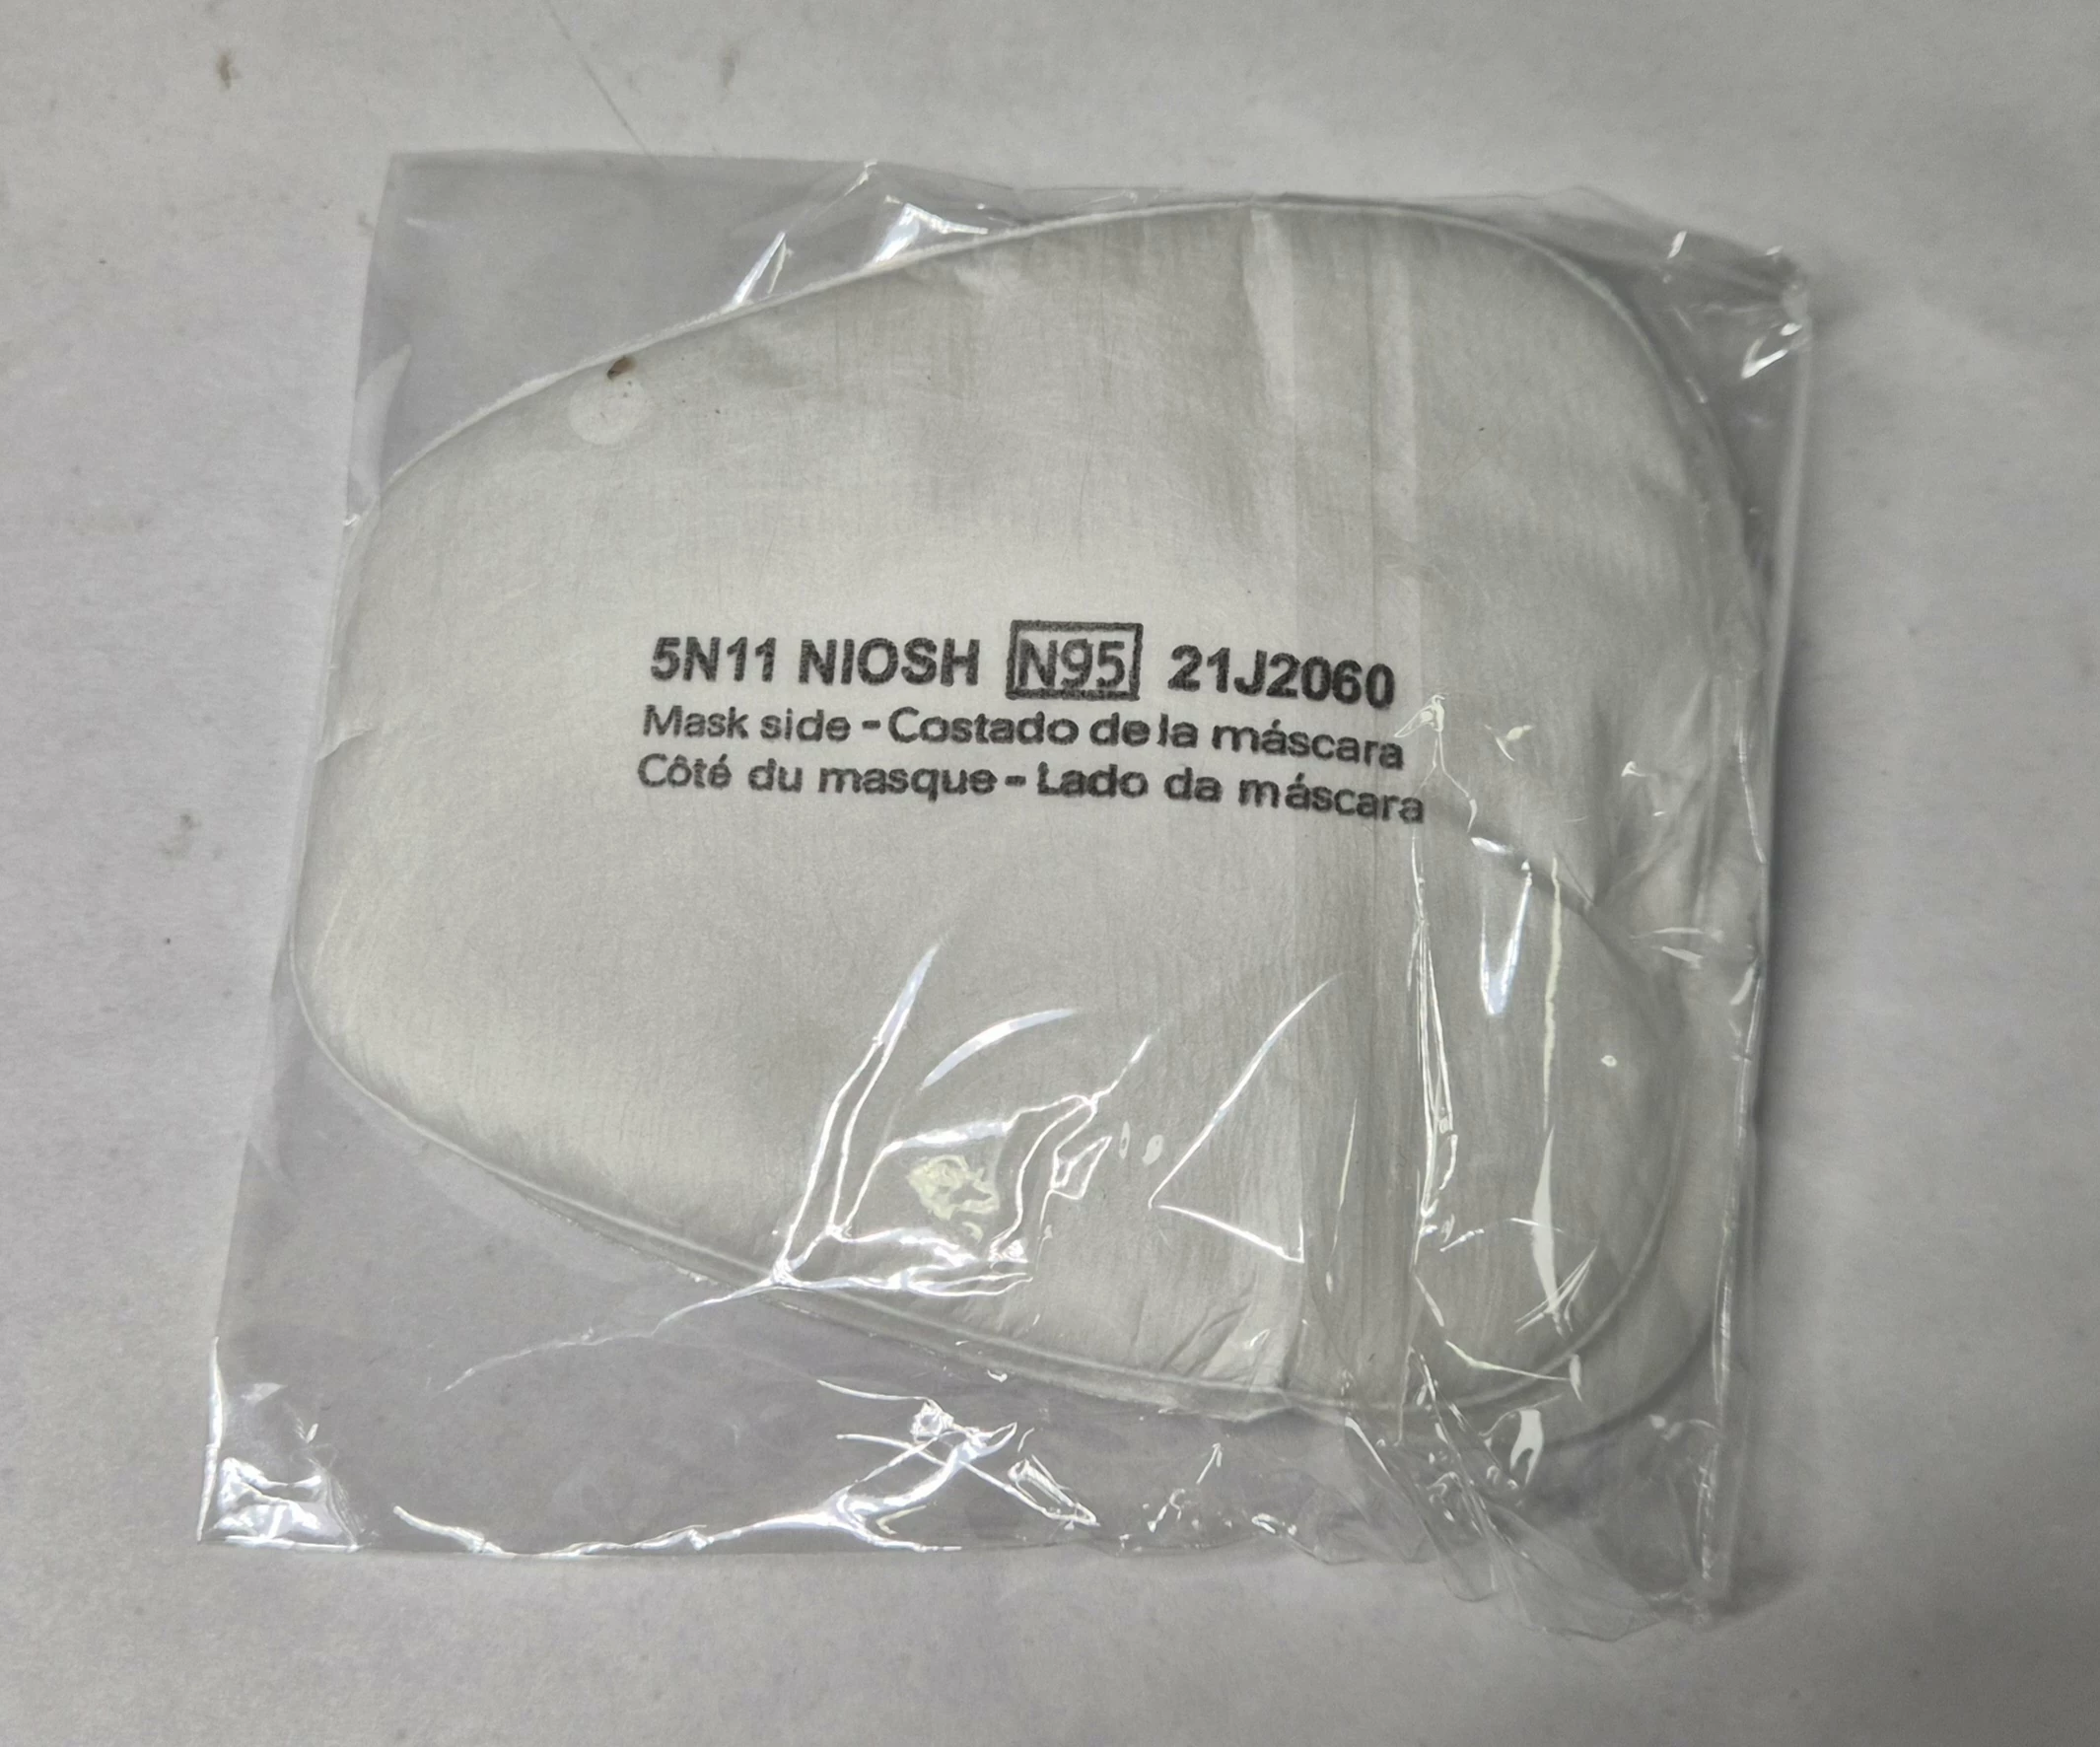 5N11 NIOSH N95 21J2060
Mask side - Costado de la máscara
Côté du masque - Lado da máscara